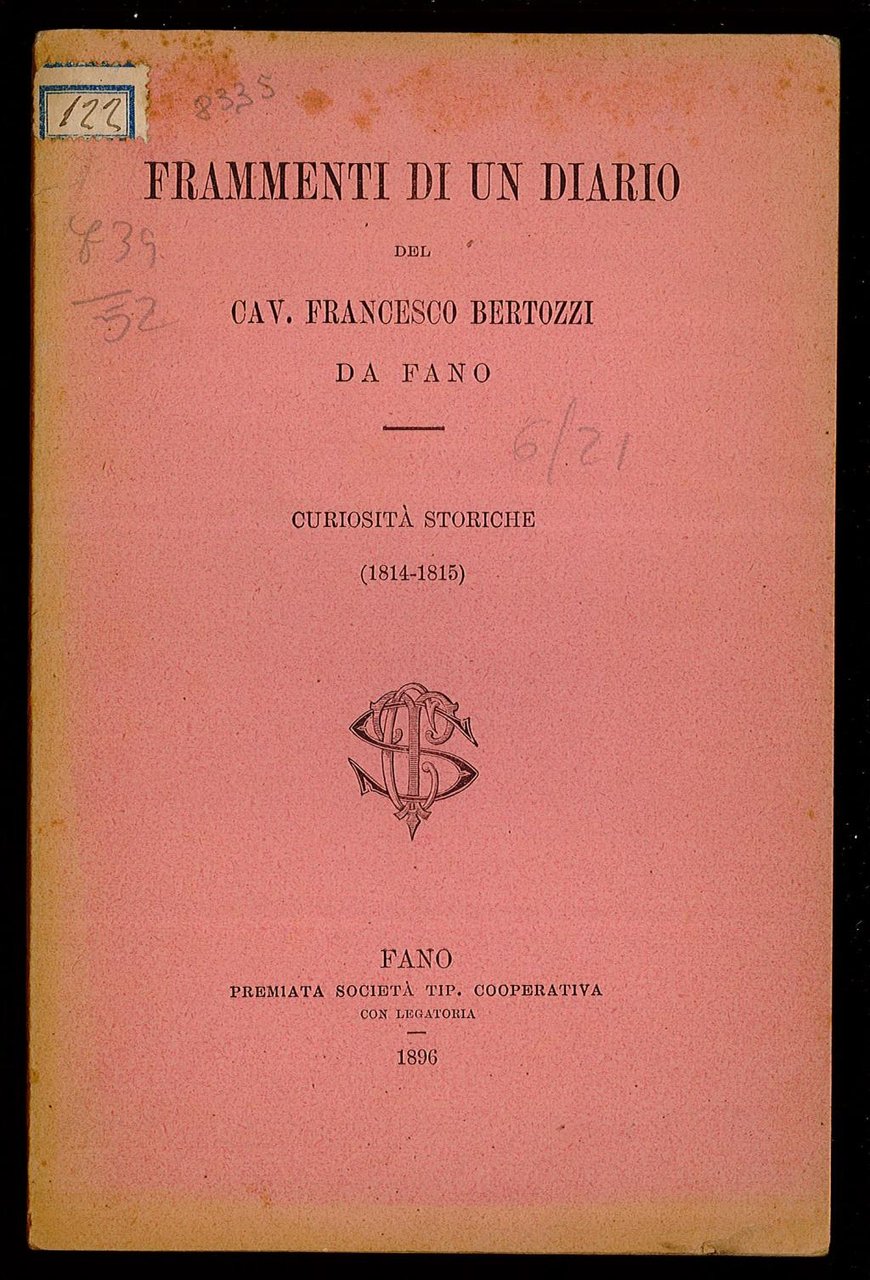 122
8335
FRAMMENTI DI UN DIARIO
DEL
839
52
CAV. FRANCESCO BERTOZZI
DA FANO
6/21
CURIOSITÀ STORICHE
(1814-1815)
FANO
PREMIATA SOCIETÀ TIP. COOPERATIVA
CON LEGATORIA
1896